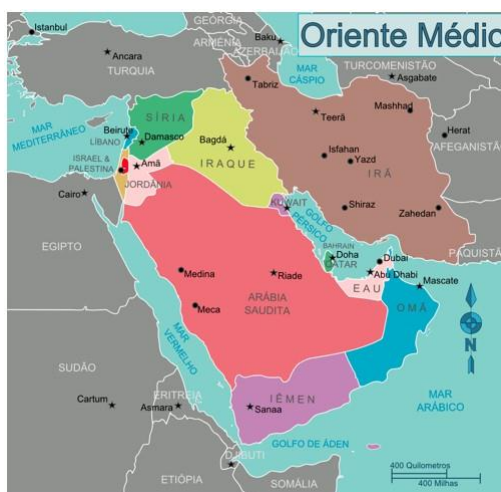 Oriente Médio
GEÓRGIA
Istanbul
Baku
ARMÊNIA
AZERBAIJÃO
Ancara
TURQUIA
MAR
CÁSPIO
TURCOMENISTÃO
Asgabate
Tabriz
Teerã
Mashhad
Herat
AFEGANISTÃO
MAR
MEDITERRÂNEO
SÍRIA
Beirute
LÍBANO
Damasco
Bagdá
IRAQUE
Isfahan
Yazd
IRÃ
ISRAEL &
PALESTINA
Amã
JORDÂNIA
Cairo
KUWAIT
Shiraz
Zahedan
GOLFO
PÉRSICO
EGIPTO
BAHRAIN
Doha
QATAR
Dubai
Abu Dhabi
EAU
PAQUISTÃ
Mascate
Medina
Riade
Meca
ARÁBIA
SAUDITA
OMÃ
N
MAR
VERMELHO
SUDÃO
MAR
ARÁBICO
Cartum
ERITREIA
Asmara
IÊMEN
Sanaa
GOLFO DE ÁDEN
DJIBUTI
ETIÓPIA
SOMÁLIA
400 Quilometros
400 Milhas